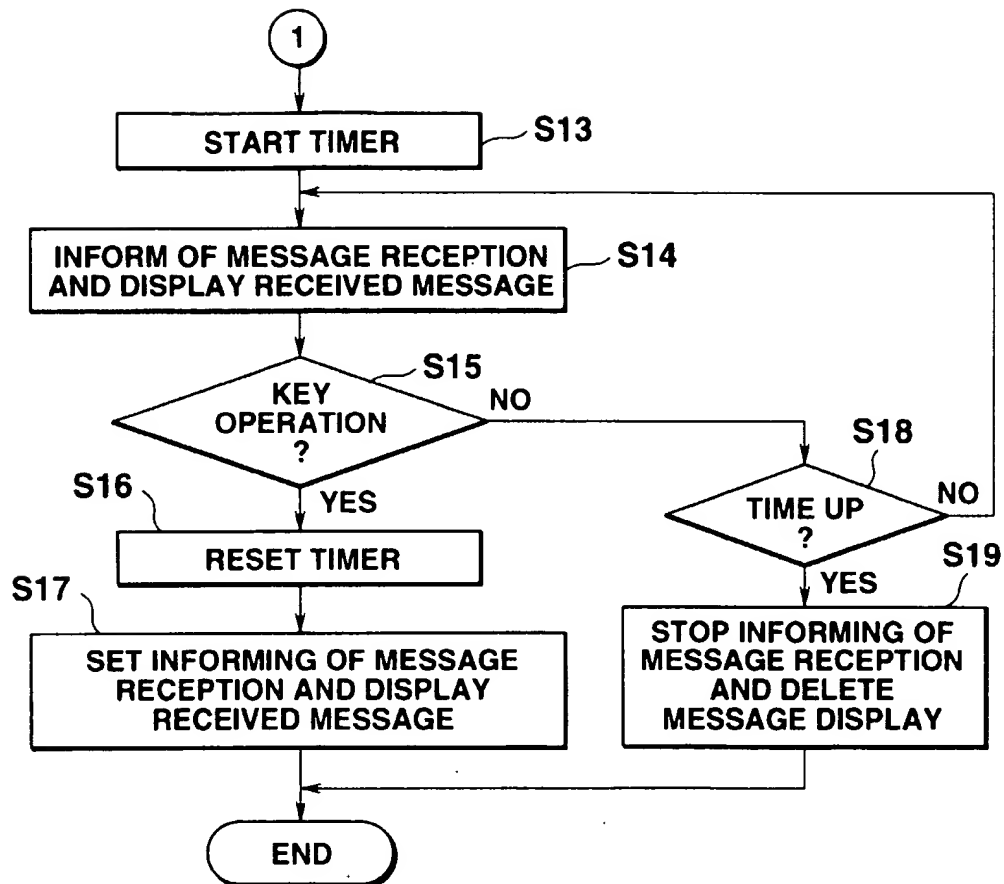 1
START TIMER
S13
INFORM OF MESSAGE RECEPTION
AND DISPLAY RECEIVED MESSAGE
S14
KEY
OPERATION
?
S15
NO
YES
S18
TIME UP
?
NO
YES
S16
RESET TIMER
S17
SET INFORMING OF MESSAGE
RECEPTION AND DISPLAY
RECEIVED MESSAGE
S19
STOP INFORMING OF
MESSAGE RECEPTION
AND DELETE
MESSAGE DISPLAY
END